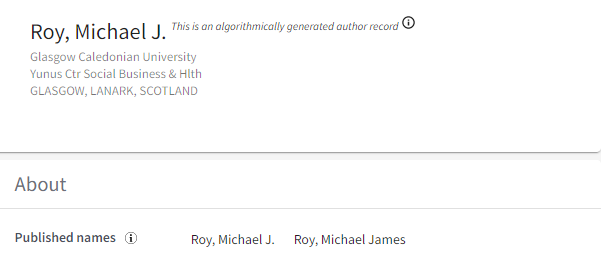 Roy, Michael J. This is an algorithmically generated author record
Glasgow Caledonian University
Yunus Ctr Social Business & Hlth
GLASGOW, LANARK, SCOTLAND
About
Published names Roy, Michael J. Roy, Michael James